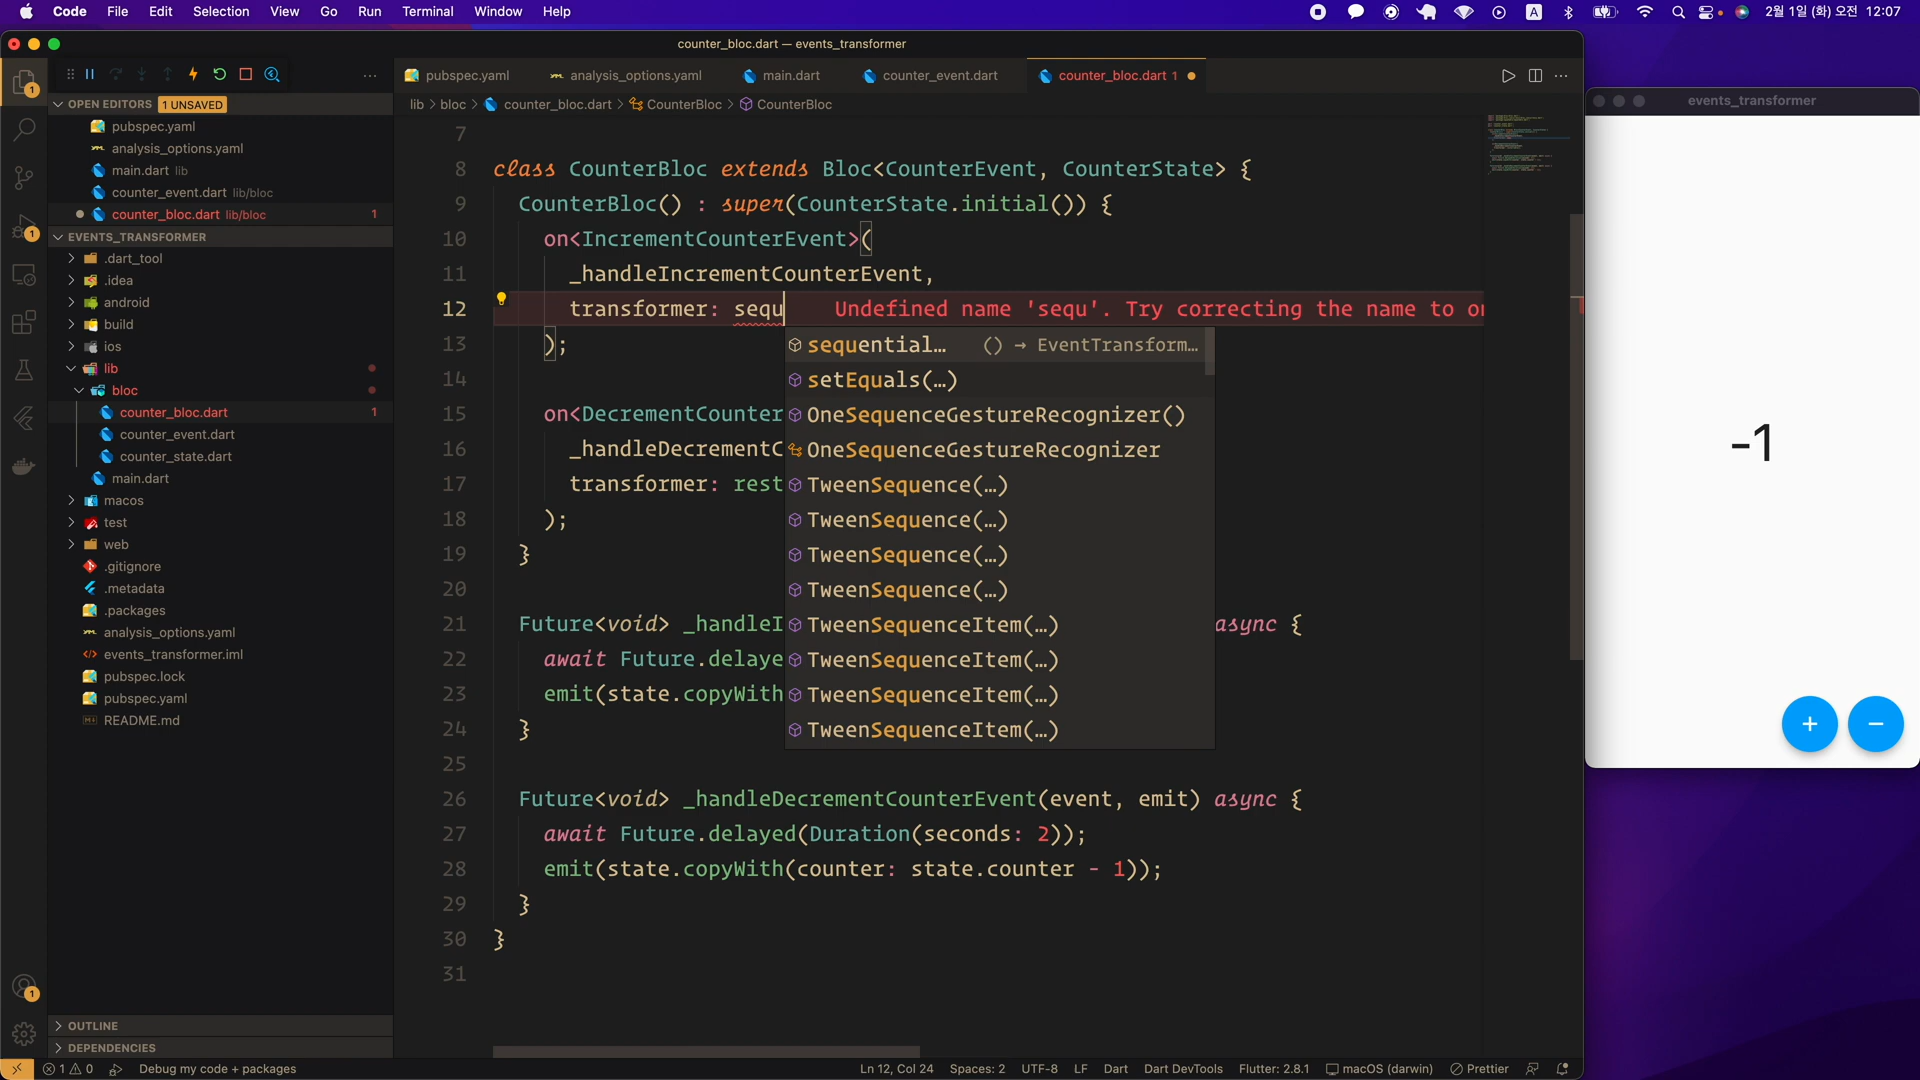 Code File Edit Selection View Go Run Terminal Window Help
A
2월 1일 (화) 오전 12:07
counter_bloc.dart — events_transformer
pubspec.yaml
analysis_options.yaml
main.dart
counter_event.dart
counter_bloc.dart 1
OPEN EDITORS 1 UNSAVED
pubspec.yaml
analysis_options.yaml
main.dart lib
counter_event.dart lib/bloc
counter_bloc.dart lib/bloc 1
EVENTS_TRANSFORMER
.dart_tool
.idea
android
build
ios
lib
bloc
counter_bloc.dart 1
counter_event.dart
counter_state.dart
main.dart
macos
test
web
.gitignore
.metadata
.packages
analysis_options.yaml
events_transformer.iml
pubspec.lock
pubspec.yaml
README.md
OUTLINE
DEPENDENCIES
1
1
1
lib > bloc > counter_bloc.dart > CounterBloc > CounterBloc
7
8 class CounterBloc extends Bloc<CounterEvent, CounterState> {
9 CounterBloc() : super(CounterState.initial()) {
10 on<IncrementCounterEvent>(
11 _handleIncrementCounterEvent,
12 transformer: sequ Undefined name 'sequ'. Try correcting the name to o
13 );
14
15 on<DecrementCounter
16 _handleDecrementC
17 transformer: rest
18 );
19 }
20
21 Future<void> _handleI async {
22 await Future.delaye
23 emit(state.copyWith
24 }
25
26 Future<void> _handleDecrementCounterEvent(event, emit) async {
27 await Future.delayed(Duration(seconds: 2));
28 emit(state.copyWith(counter: state.counter - 1));
29 }
30 }
31
sequential… () → EventTransform…
setEquals(…)
OneSequenceGestureRecognizer()
OneSequenceGestureRecognizer
TweenSequence(…)
TweenSequence(…)
TweenSequence(…)
TweenSequence(…)
TweenSequenceItem(…)
TweenSequenceItem(…)
TweenSequenceItem(…)
TweenSequenceItem(…)
events_transformer
-1
+ −
1 0 Debug my code + packages
Ln 12, Col 24 Spaces: 2 UTF-8 LF Dart Dart DevTools Flutter: 2.8.1 macOS (darwin) Prettier